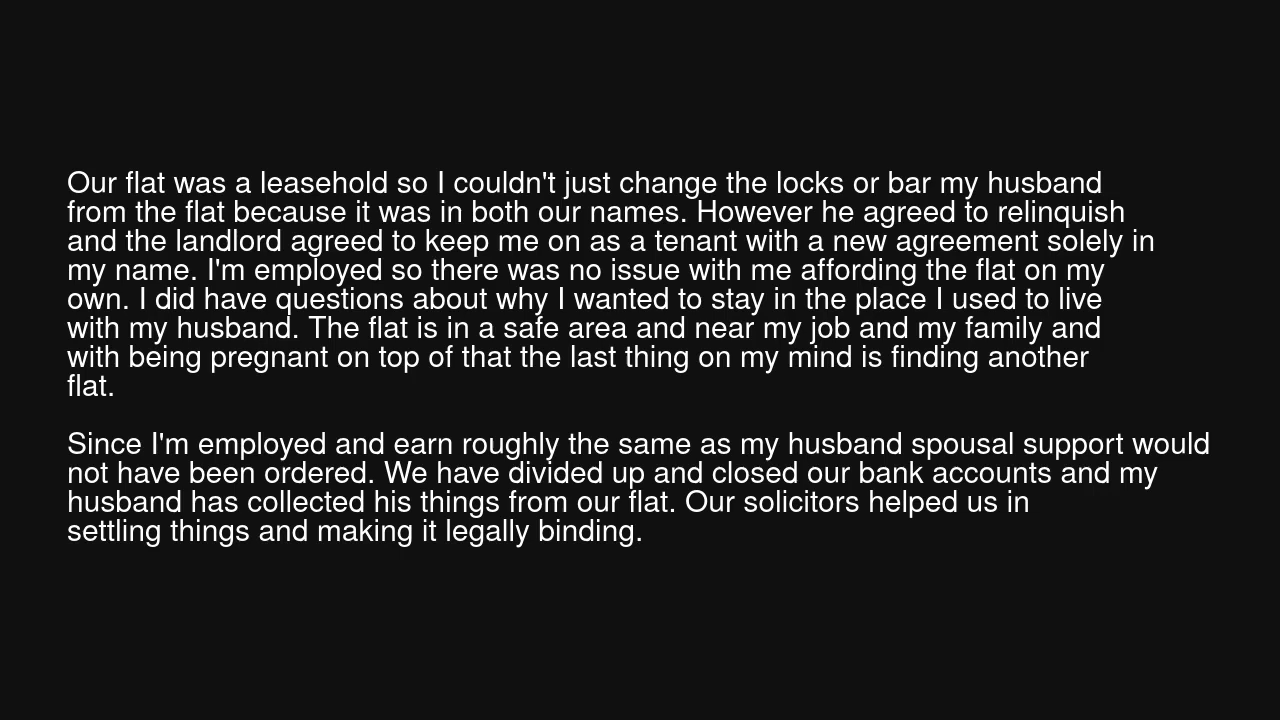 Our flat was a leasehold so I couldn't just change the locks or bar my husband
from the flat because it was in both our names. However he agreed to relinquish
and the landlord agreed to keep me on as a tenant with a new agreement solely in
my name. I'm employed so there was no issue with me affording the flat on my
own. I did have questions about why I wanted to stay in the place I used to live
with my husband. The flat is in a safe area and near my job and my family and
with being pregnant on top of that the last thing on my mind is finding another
flat.

Since I'm employed and earn roughly the same as my husband spousal support would
not have been ordered. We have divided up and closed our bank accounts and my
husband has collected his things from our flat. Our solicitors helped us in
settling things and making it legally binding.